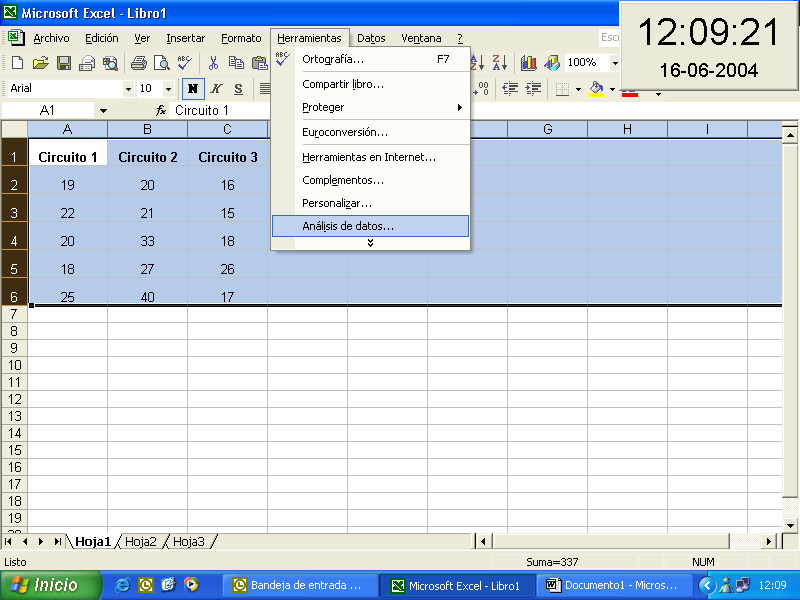 Microsoft Excel - Libro1
12:09:21
16-06-2004
Archivo Edición Ver Insertar Formato Herramientas Datos Ventana ?
100%
Arial 10 N K S
A1 fx Circuito 1
Ortografía... F7
Compartir libro...
Proteger
Euroconversión...
Herramientas en Internet...
Complementos...
Personalizar...
Análisis de datos...
A B C G H I
1 Circuito 1 Circuito 2 Circuito 3
2 19 20 16
3 22 21 15
4 20 33 18
5 18 27 26
6 25 40 17
7
8
9
10
11
12
13
14
15
16
17
18
19
Hoja1 Hoja2 Hoja3
Listo Suma=337 NUM
Inicio Bandeja de entrada ... Microsoft Excel - Libro1 Documento1 - Micros... 12:09